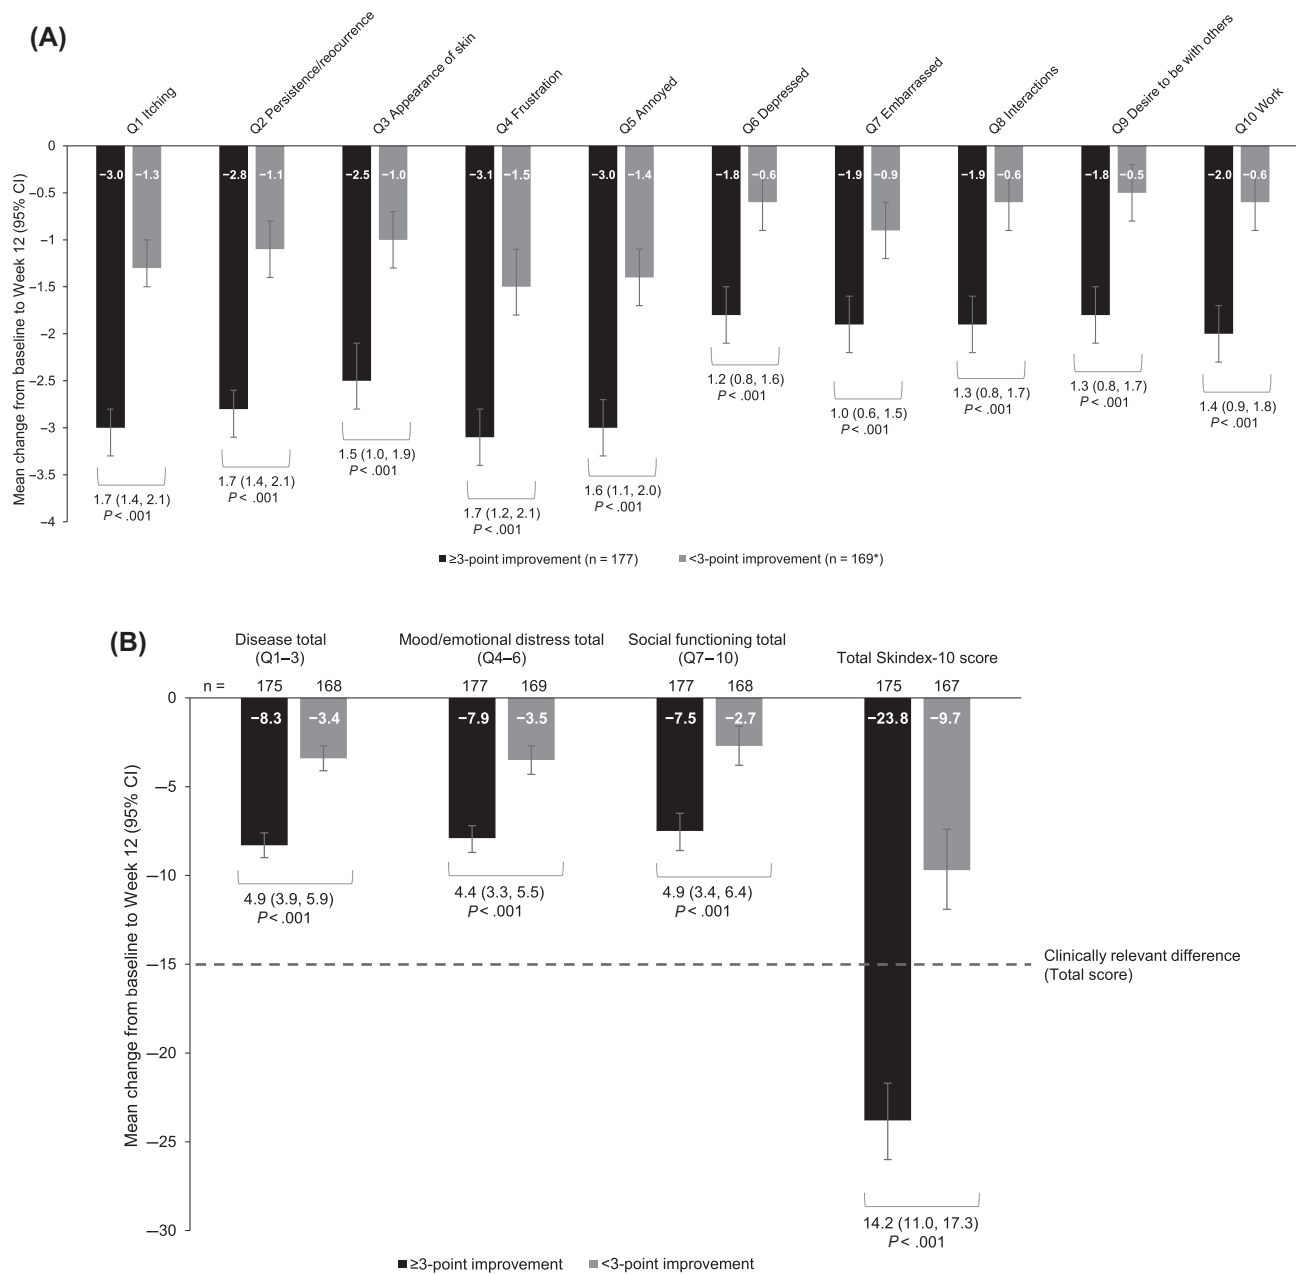 (A)
Q1 Itching
Q2 Persistence/reocurrence
Q3 Appearance of skin
Q4 Frustration
Q5 Annoyed
Q6 Depressed
Q7 Embarrassed
Q8 Interactions
Q9 Desire to be with others
Q10 Work
Mean change from baseline to Week 12 (95% CI)
0
−0.5
−1
−1.5
−2
−2.5
−3
−3.5
−4
−3.0 −1.3 −2.8 −1.1 −2.5 −1.0 −3.1 −1.5 −3.0 −1.4 −1.8 −0.6 −1.9 −0.9 −1.9 −0.6 −1.8 −0.5 −2.0 −0.6
1.7 (1.4, 2.1)
P < .001
1.7 (1.4, 2.1)
P < .001
1.5 (1.0, 1.9)
P < .001
1.7 (1.2, 2.1)
P < .001
1.6 (1.1, 2.0)
P < .001
1.2 (0.8, 1.6)
P < .001
1.0 (0.6, 1.5)
P < .001
1.3 (0.8, 1.7)
P < .001
1.3 (0.8, 1.7)
P < .001
1.4 (0.9, 1.8)
P < .001
≥3-point improvement (n = 177) <3-point improvement (n = 169*)
(B)
Disease total
(Q1–3)
Mood/emotional distress total
(Q4–6)
Social functioning total
(Q7–10)
Total Skindex-10 score
n = 175 168 177 169 177 168 175 167
Mean change from baseline to Week 12 (95% CI)
0
−5
−10
−15
−20
−25
−30
−8.3 −3.4 −7.9 −3.5 −7.5 −2.7 −23.8 −9.7
4.9 (3.9, 5.9)
P < .001
4.4 (3.3, 5.5)
P < .001
4.9 (3.4, 6.4)
P < .001
Clinically relevant difference
(Total score)
14.2 (11.0, 17.3)
P < .001
≥3-point improvement <3-point improvement